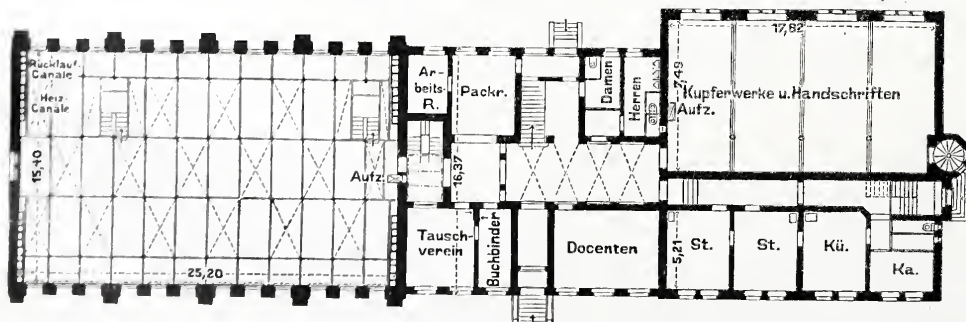 Rücklauf-
Canäle
Heiz-
Canäle
15,40
25,20
Aufz.
Ar-
beits-
R.
Packr.
16,37
Tausch-
verein
Buchbinder
Damen
Herren
Docenten
17,82
7,49
Kupferwerke u. Handschriften
Aufz.
5,21
St.
St.
Kü.
Ka.